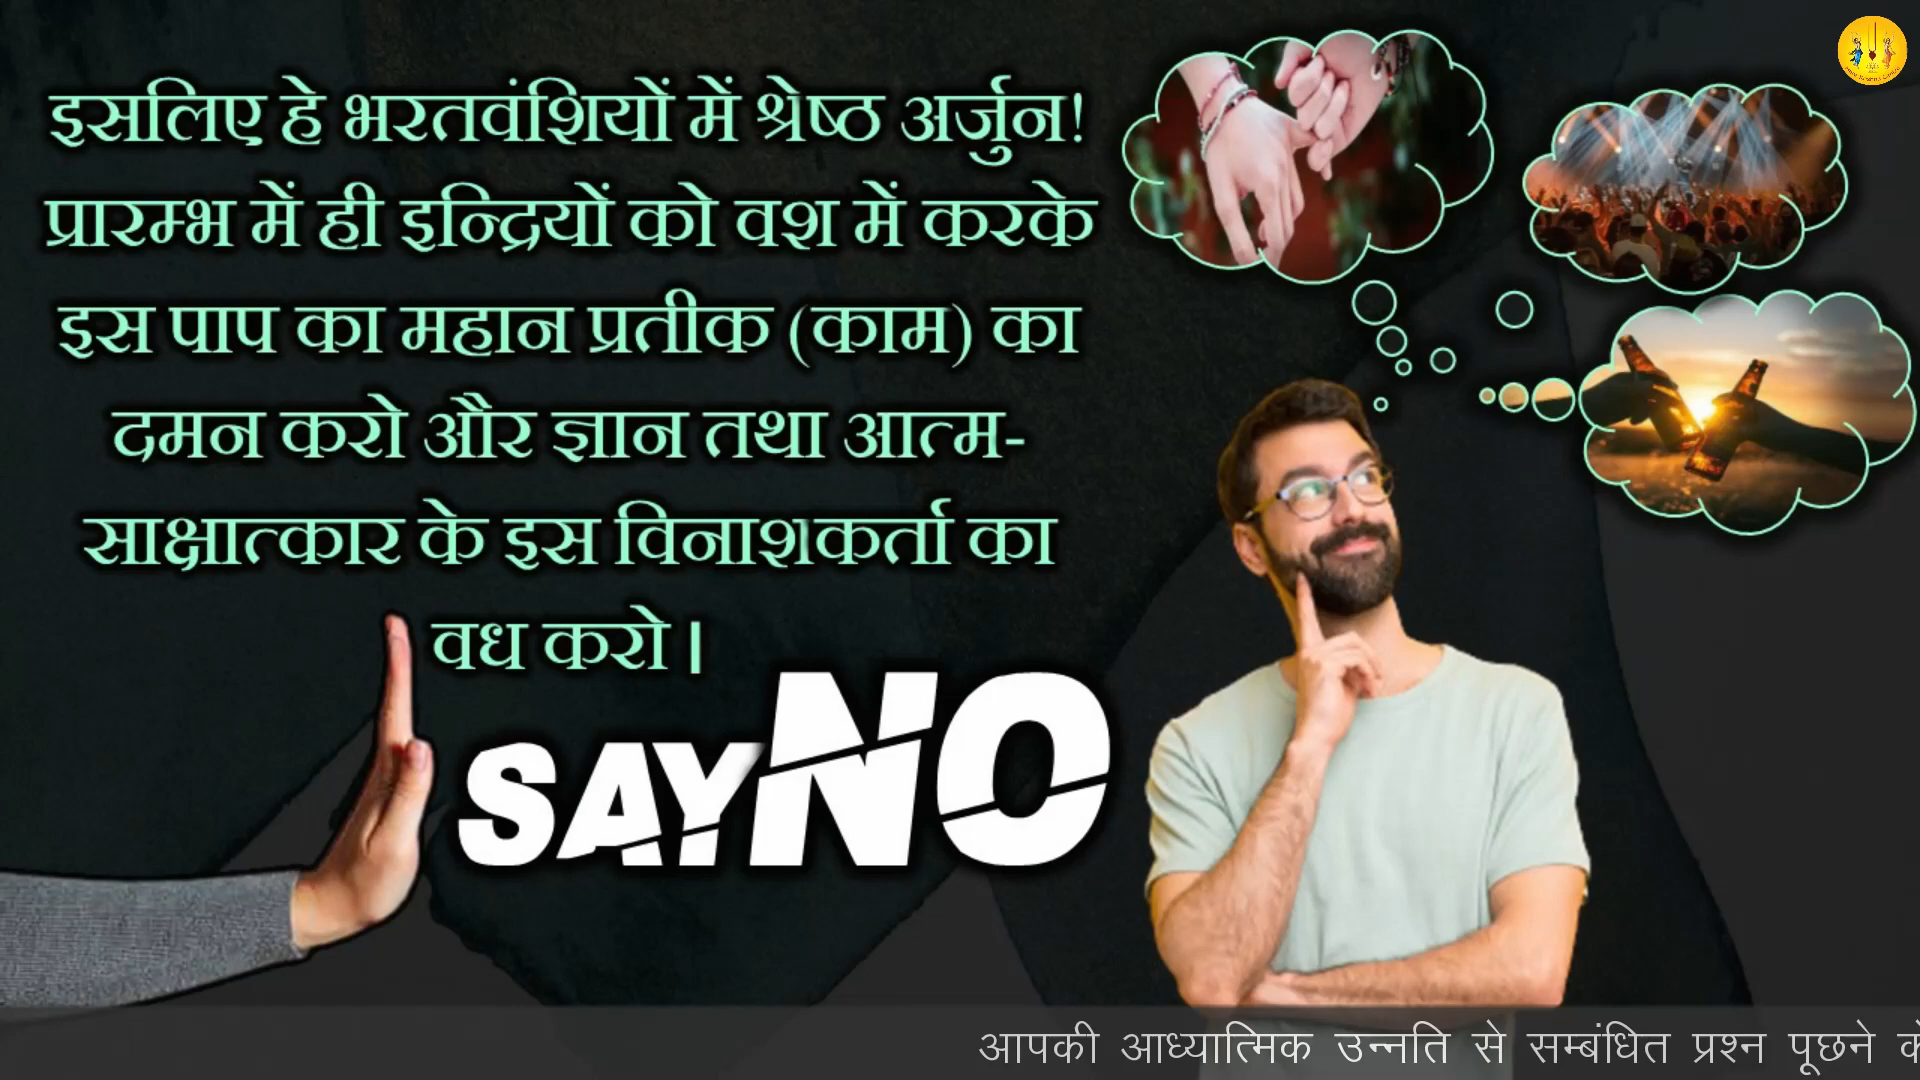 इसलिए हे भरतवंशियों में श्रेष्ठ अर्जुन!
प्रारम्भ में ही इन्द्रियों को वश में करके
इस पाप का महान प्रतीक (काम) का
दमन करो और ज्ञान तथा आत्म-
साक्षात्कार के इस विनाशकर्ता का
वध करो।
SAY NO
आपकी आध्यात्मिक उन्नति से सम्बंधित प्रश्न पूछने के